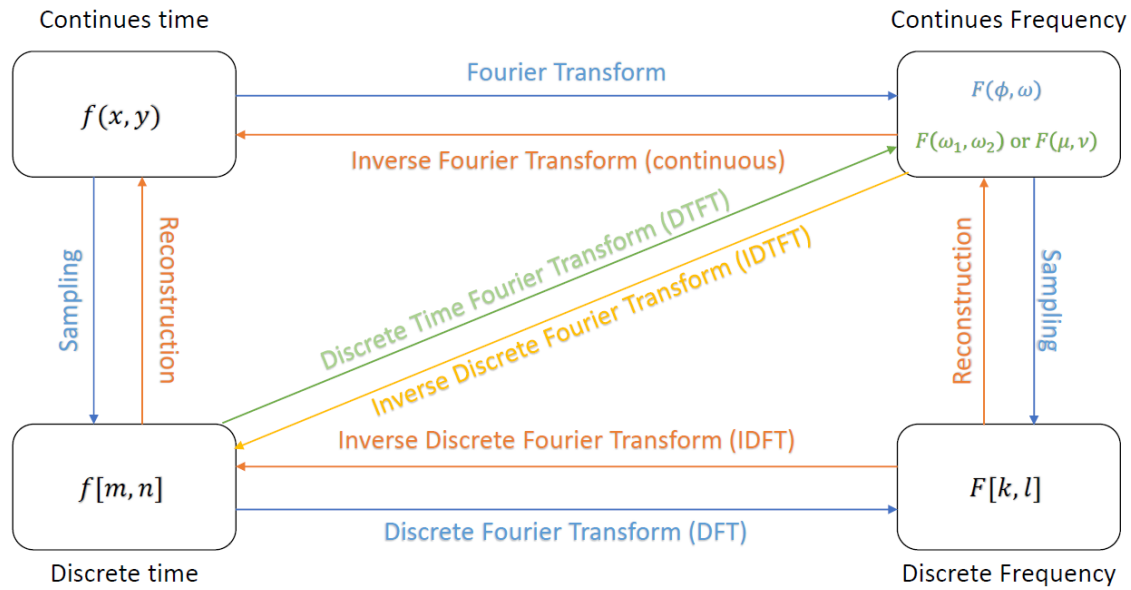 Continues time
Continues Frequency
Fourier Transform
f(x, y)
F(ϕ, ω)
F(ω₁, ω₂) or F(μ, ν)
Inverse Fourier Transform (continuous)
Sampling
Reconstruction
Discrete Time Fourier Transform (DTFT)
Inverse Discrete Fourier Transform (IDTFT)
Reconstruction
Sampling
Inverse Discrete Fourier Transform (IDFT)
f[m, n]
F[k, l]
Discrete Fourier Transform (DFT)
Discrete time
Discrete Frequency